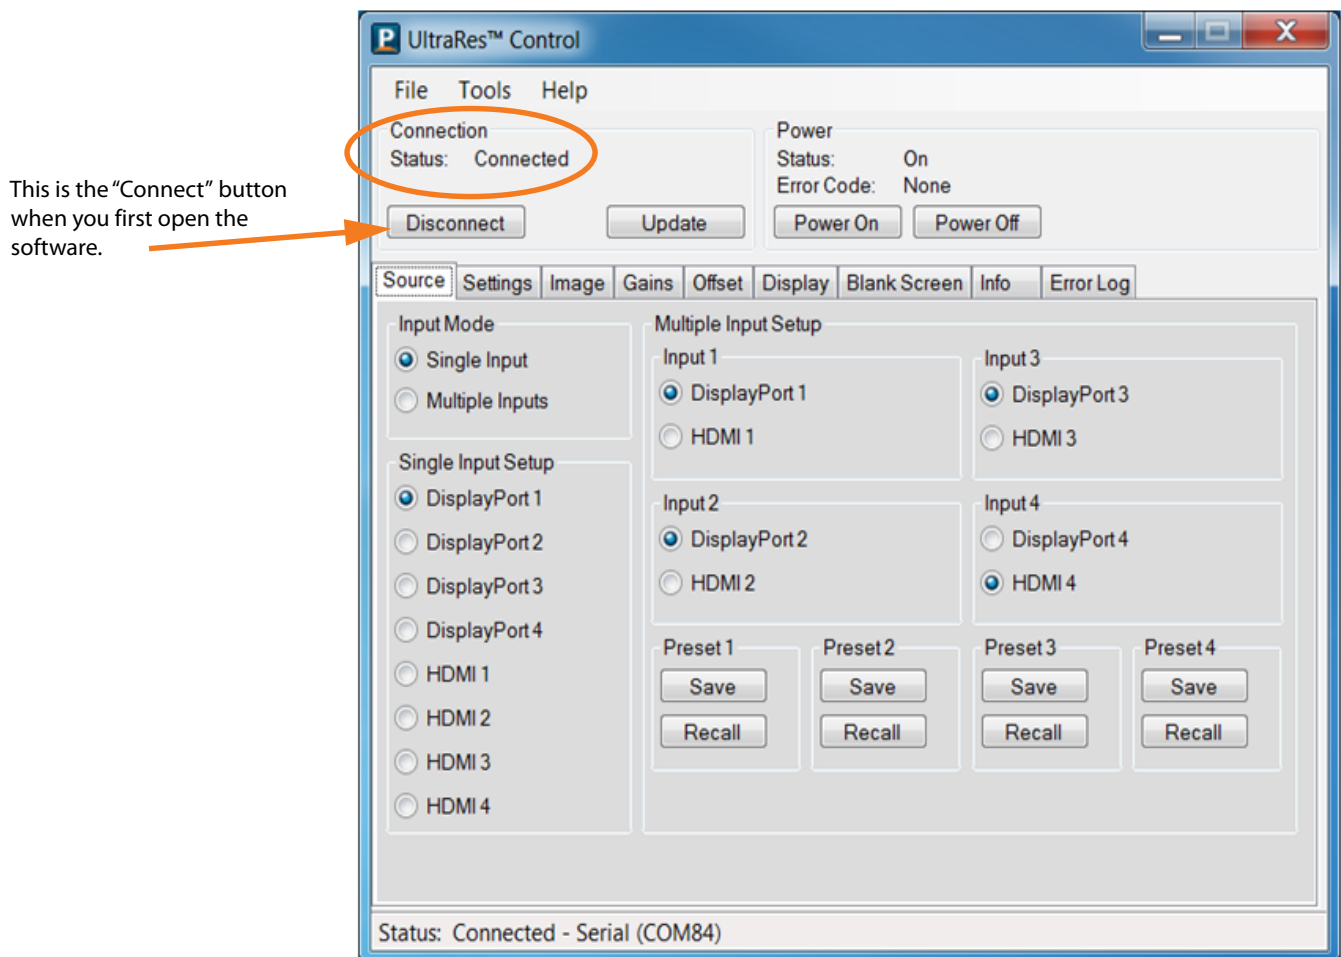 P UltraRes™ Control
X
File Tools Help
Connection
Status: Connected
Disconnect Update
Power
Status: On
Error Code: None
Power On Power Off
This is the “Connect” button
when you first open the
software.
Source Settings Image Gains Offset Display Blank Screen Info Error Log
Input Mode
Single Input
Multiple Inputs
Single Input Setup
DisplayPort 1
DisplayPort 2
DisplayPort 3
DisplayPort 4
HDMI 1
HDMI 2
HDMI 3
HDMI 4
Multiple Input Setup
Input 1
DisplayPort 1
HDMI 1
Input 3
DisplayPort 3
HDMI 3
Input 2
DisplayPort 2
HDMI 2
Input 4
DisplayPort 4
HDMI 4
Preset 1
Save
Recall
Preset 2
Save
Recall
Preset 3
Save
Recall
Preset 4
Save
Recall
Status: Connected - Serial (COM84)